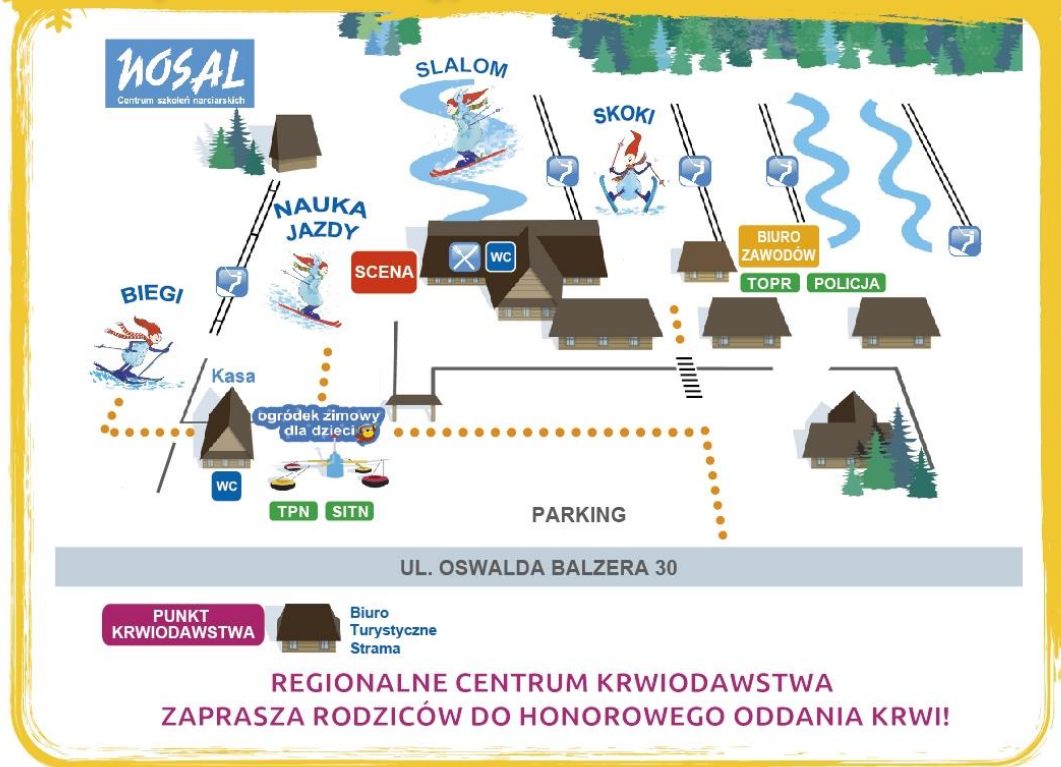 NOSAL
Centrum szkoleń narciarskich
SLALOM
SKOKI
NAUKA
JAZDY
BIEGI
SCENA
WC
BIURO
ZAWODÓW
TOPR
POLICJA
Kasa
ogródek zimowy
dla dzieci
WC
TPN
SITN
PARKING
UL. OSWALDA BALZERA 30
PUNKT
KRWIODAWSTWA
Biuro
Turystyczne
Strama
REGIONALNE CENTRUM KRWIODAWSTWA
ZAPRASZA RODZICÓW DO HONOROWEGO ODDANIA KRWI!